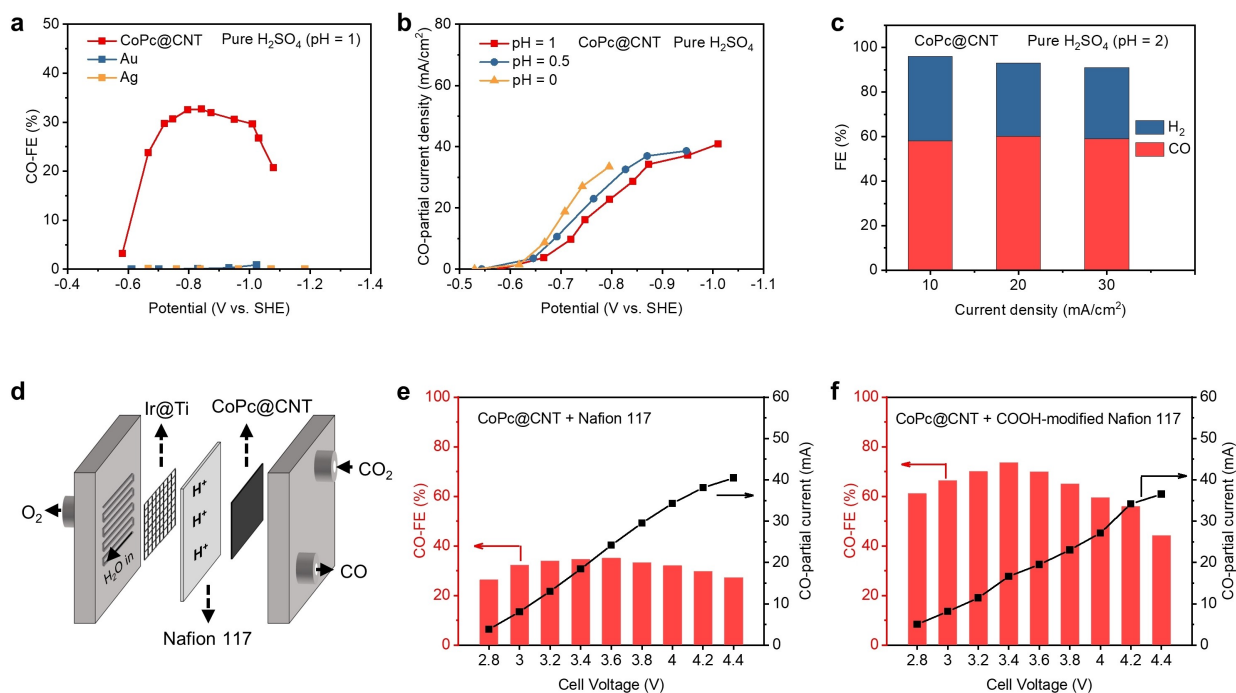 a
CoPc@CNT
Pure H₂SO₄ (pH = 1)
Au
Ag
CO-FE (%)
50
40
30
20
10
0
-0.4
-0.6
-0.8
-1.0
-1.2
-1.4
Potential (V vs. SHE)
b
pH = 1
CoPc@CNT
Pure H₂SO₄
pH = 0.5
pH = 0
CO-partial current density (mA/cm²)
80
60
40
20
0
-0.5
-0.6
-0.7
-0.8
-0.9
-1.0
-1.1
Potential (V vs. SHE)
c
CoPc@CNT
Pure H₂SO₄ (pH = 2)
H₂
CO
FE (%)
100
80
60
40
20
0
10
20
30
Current density (mA/cm²)
d
Ir@Ti
CoPc@CNT
CO₂
O₂
H⁺
H⁺
H⁺
H₂O in
CO
Nafion 117
e
CoPc@CNT + Nafion 117
CO-FE (%)
100
80
60
40
20
0
60
50
40
30
20
10
0
CO-partial current (mA)
2.8
3
3.2
3.4
3.6
3.8
4
4.2
4.4
Cell Voltage (V)
f
CoPc@CNT + COOH-modified Nafion 117
CO-FE (%)
100
80
60
40
20
0
60
50
40
30
20
10
0
CO-partial current (mA)
2.8
3
3.2
3.4
3.6
3.8
4
4.2
4.4
Cell Voltage (V)